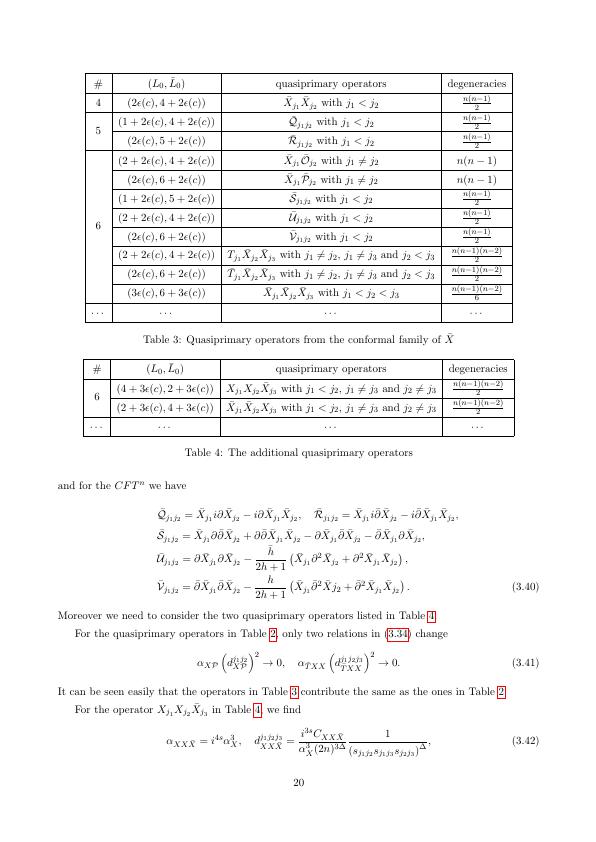 # $(L_0, \bar{L}_0)$ quasiprimary operators degeneracies
4 $(2\epsilon(c), 4+2\epsilon(c))$ $\bar{X}_{j_1}\bar{X}_{j_2}$ with $j_1 < j_2$ $\frac{n(n-1)}{2}$
5 $(1+2\epsilon(c), 4+2\epsilon(c))$ $\bar{\mathcal{Q}}_{j_1j_2}$ with $j_1 < j_2$ $\frac{n(n-1)}{2}$
$(2\epsilon(c), 5+2\epsilon(c))$ $\bar{\mathcal{R}}_{j_1j_2}$ with $j_1 < j_2$ $\frac{n(n-1)}{2}$
6 $(2+2\epsilon(c), 4+2\epsilon(c))$ $\bar{X}_{j_1}\bar{\mathcal{O}}_{j_2}$ with $j_1 \neq j_2$ $n(n-1)$
$(2\epsilon(c), 6+2\epsilon(c))$ $\bar{X}_{j_1}\bar{\mathcal{P}}_{j_2}$ with $j_1 \neq j_2$ $n(n-1)$
$(1+2\epsilon(c), 5+2\epsilon(c))$ $\bar{\mathcal{S}}_{j_1j_2}$ with $j_1 < j_2$ $\frac{n(n-1)}{2}$
$(2+2\epsilon(c), 4+2\epsilon(c))$ $\bar{\mathcal{U}}_{j_1j_2}$ with $j_1 < j_2$ $\frac{n(n-1)}{2}$
$(2\epsilon(c), 6+2\epsilon(c))$ $\bar{\mathcal{V}}_{j_1j_2}$ with $j_1 < j_2$ $\frac{n(n-1)}{2}$
$(2+2\epsilon(c), 4+2\epsilon(c))$ $T_{j_1}\bar{X}_{j_2}\bar{X}_{j_3}$ with $j_1 \neq j_2$, $j_1 \neq j_3$ and $j_2 < j_3$ $\frac{n(n-1)(n-2)}{2}$
$(2\epsilon(c), 6+2\epsilon(c))$ $\bar{T}_{j_1}\bar{X}_{j_2}\bar{X}_{j_3}$ with $j_1 \neq j_2$, $j_1 \neq j_3$ and $j_2 < j_3$ $\frac{n(n-1)(n-2)}{2}$
$(3\epsilon(c), 6+3\epsilon(c))$ $\bar{X}_{j_1}\bar{X}_{j_2}\bar{X}_{j_3}$ with $j_1 < j_2 < j_3$ $\frac{n(n-1)(n-2)}{6}$
··· ··· ··· ···
Table 3: Quasiprimary operators from the conformal family of $\bar{X}$
# $(L_0, \bar{L}_0)$ quasiprimary operators degeneracies
6 $(4+3\epsilon(c), 2+3\epsilon(c))$ $X_{j_1}X_{j_2}\bar{X}_{j_3}$ with $j_1 < j_2$, $j_1 \neq j_3$ and $j_2 \neq j_3$ $\frac{n(n-1)(n-2)}{2}$
$(2+3\epsilon(c), 4+3\epsilon(c))$ $\bar{X}_{j_1}\bar{X}_{j_2}X_{j_3}$ with $j_1 < j_2$, $j_1 \neq j_3$ and $j_2 \neq j_3$ $\frac{n(n-1)(n-2)}{2}$
··· ··· ··· ···
Table 4: The additional quasiprimary operators
and for the $CFT^n$ we have
$\bar{\mathcal{Q}}_{j_1j_2} = \bar{X}_{j_1}i\partial\bar{X}_{j_2} - i\partial\bar{X}_{j_1}\bar{X}_{j_2}, \quad \bar{\mathcal{R}}_{j_1j_2} = \bar{X}_{j_1}i\bar{\partial}\bar{X}_{j_2} - i\bar{\partial}\bar{X}_{j_1}\bar{X}_{j_2},$
$\bar{\mathcal{S}}_{j_1j_2} = \bar{X}_{j_1}\partial\bar{\partial}\bar{X}_{j_2} + \partial\bar{\partial}\bar{X}_{j_1}\bar{X}_{j_2} - \partial\bar{X}_{j_1}\bar{\partial}\bar{X}_{j_2} - \bar{\partial}\bar{X}_{j_1}\partial\bar{X}_{j_2},$
$\bar{\mathcal{U}}_{j_1j_2} = \partial\bar{X}_{j_1}\partial\bar{X}_{j_2} - \frac{\bar{h}}{2\bar{h}+1}\left(\bar{X}_{j_1}\partial^2\bar{X}_{j_2} + \partial^2\bar{X}_{j_1}\bar{X}_{j_2}\right),$
$\bar{\mathcal{V}}_{j_1j_2} = \bar{\partial}\bar{X}_{j_1}\bar{\partial}\bar{X}_{j_2} - \frac{h}{2h+1}\left(\bar{X}_{j_1}\bar{\partial}^2\bar{X}{j_2} + \bar{\partial}^2\bar{X}_{j_1}\bar{X}_{j_2}\right).$ (3.40)
Moreover we need to consider the two quasiprimary operators listed in Table 4.
For the quasiprimary operators in Table 2, only two relations in (3.34) change
$\alpha_{X\bar{\mathcal{P}}}\left(d^{j_1j_2}_{X\bar{\mathcal{P}}}\right)^2 \to 0, \quad \alpha_{\bar{T}XX}\left(d^{j_1j_2j_3}_{\bar{T}XX}\right)^2 \to 0.$ (3.41)
It can be seen easily that the operators in Table 3 contribute the same as the ones in Table 2.
For the operator $X_{j_1}X_{j_2}\bar{X}_{j_3}$ in Table 4, we find
$\alpha_{XX\bar{X}} = i^{4s}\alpha_X^3, \quad d^{j_1j_2j_3}_{XX\bar{X}} = \frac{i^{3s}C_{XX\bar{X}}}{\alpha_X^3(2n)^{3\Delta}}\frac{1}{(s_{j_1j_2}s_{j_1j_3}s_{j_2j_3})^{\Delta}},$ (3.42)
20